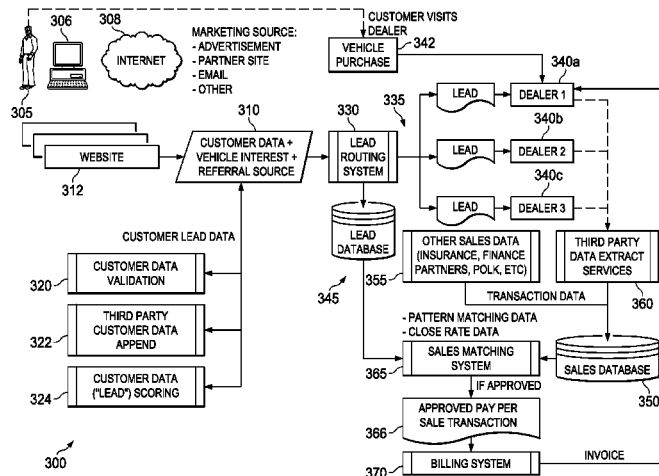 306
308
INTERNET
MARKETING SOURCE:
- ADVERTISEMENT
- PARTNER SITE
- EMAIL
- OTHER
CUSTOMER VISITS
DEALER
VEHICLE
PURCHASE
342
340a
305
310
330
335
LEAD
DEALER 1
340b
WEBSITE
312
CUSTOMER DATA +
VEHICLE INTEREST +
REFERRAL SOURCE
LEAD
ROUTING
SYSTEM
LEAD
DEALER 2
340c
LEAD
DEALER 3
LEAD
DATABASE
345
CUSTOMER LEAD DATA
320
CUSTOMER DATA
VALIDATION
322
THIRD PARTY
CUSTOMER DATA
APPEND
324
CUSTOMER DATA
("LEAD") SCORING
300
OTHER SALES DATA
(INSURANCE, FINANCE
PARTNERS, POLK, ETC)
355
THIRD PARTY
DATA EXTRACT
SERVICES
360
TRANSACTION DATA
- PATTERN MATCHING DATA
- CLOSE RATE DATA
SALES MATCHING
SYSTEM
365
SALES DATABASE
350
IF APPROVED
APPROVED PAY PER
SALE TRANSACTION
366
BILLING SYSTEM
370
INVOICE